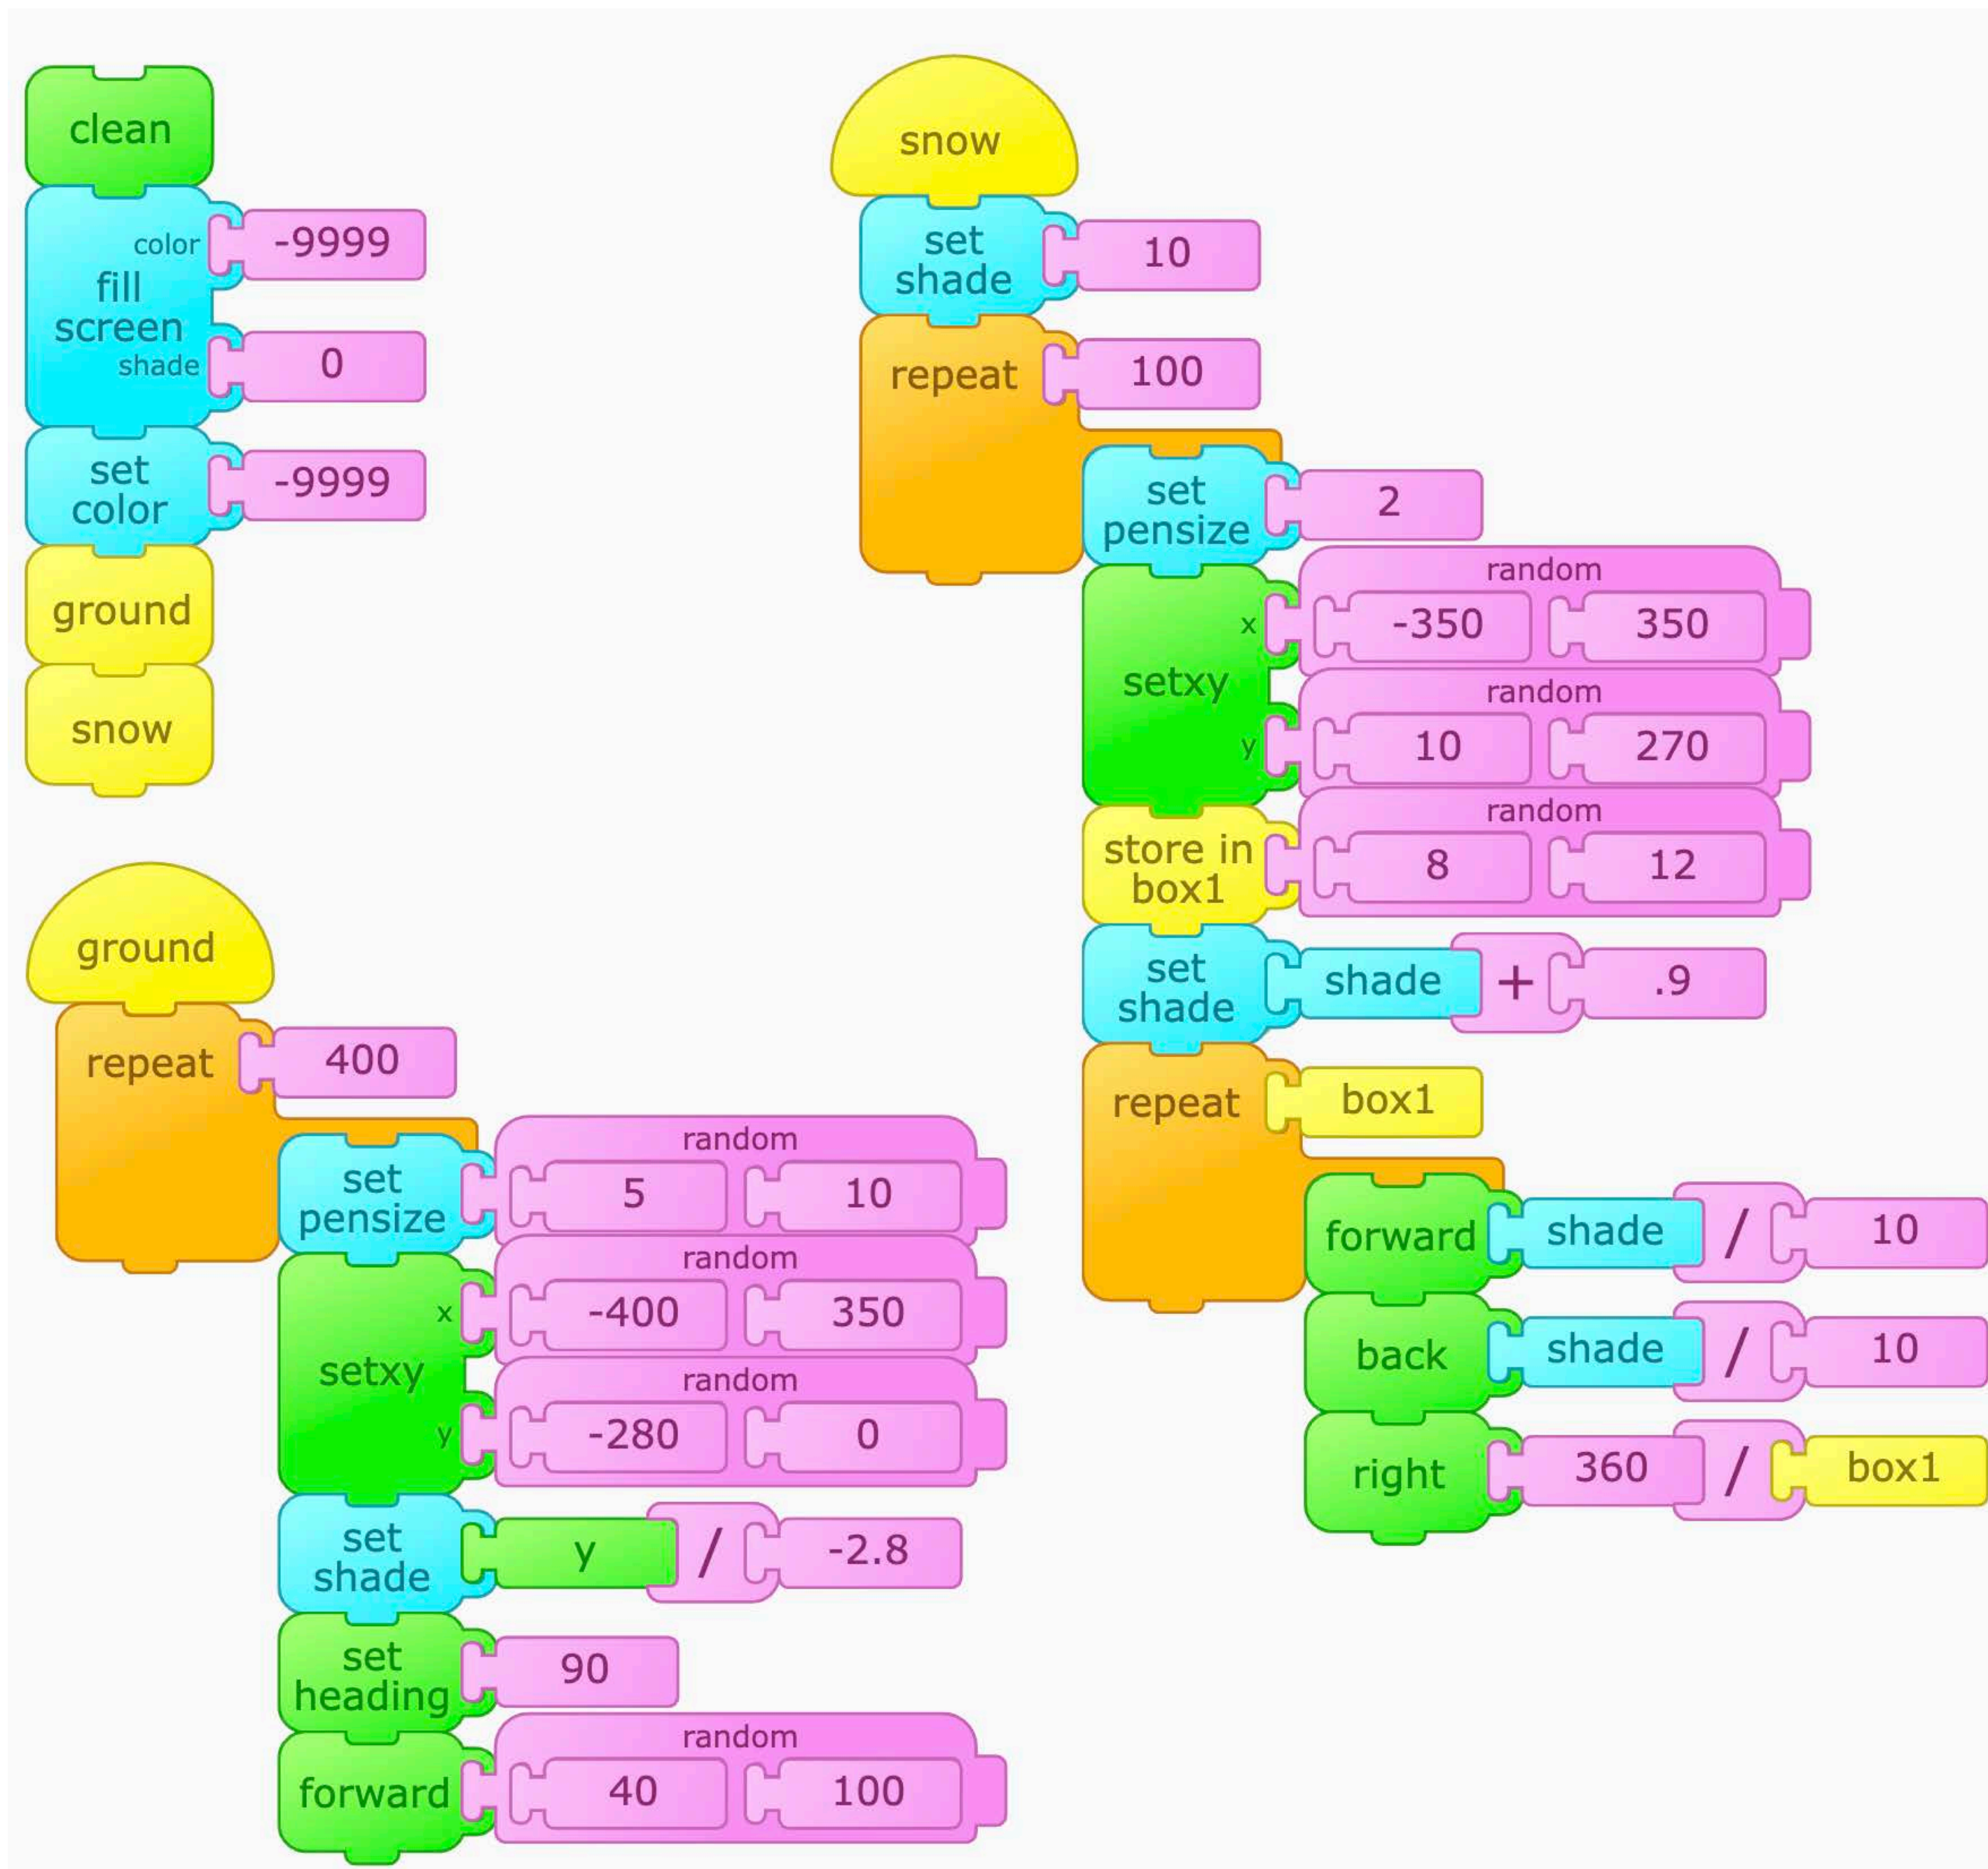 clean
color -9999
fill
screen
shade 0
set
color -9999
ground
snow
ground
repeat 400
set
pensize random 5 10
setxy
x random -400 350
y random -280 0
set
shade y / -2.8
set
heading 90
forward random 40 100
snow
set
shade 10
repeat 100
set
pensize 2
setxy
x random -350 350
y random 10 270
store in
box1 random 8 12
set
shade shade + .9
repeat box1
forward shade / 10
back shade / 10
right 360 / box1